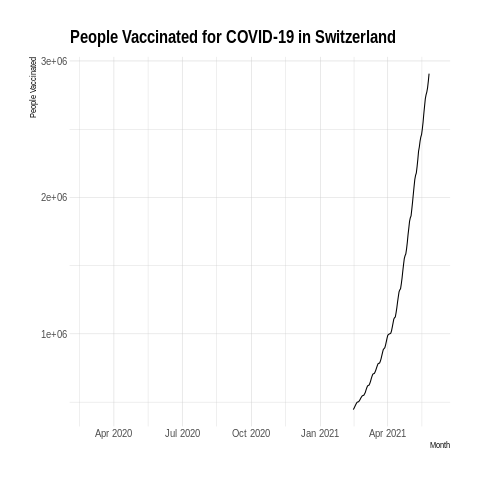 People Vaccinated for COVID-19 in Switzerland
People Vaccinated
3e+06
2e+06
1e+06
Apr 2020 Jul 2020 Oct 2020 Jan 2021 Apr 2021
Month